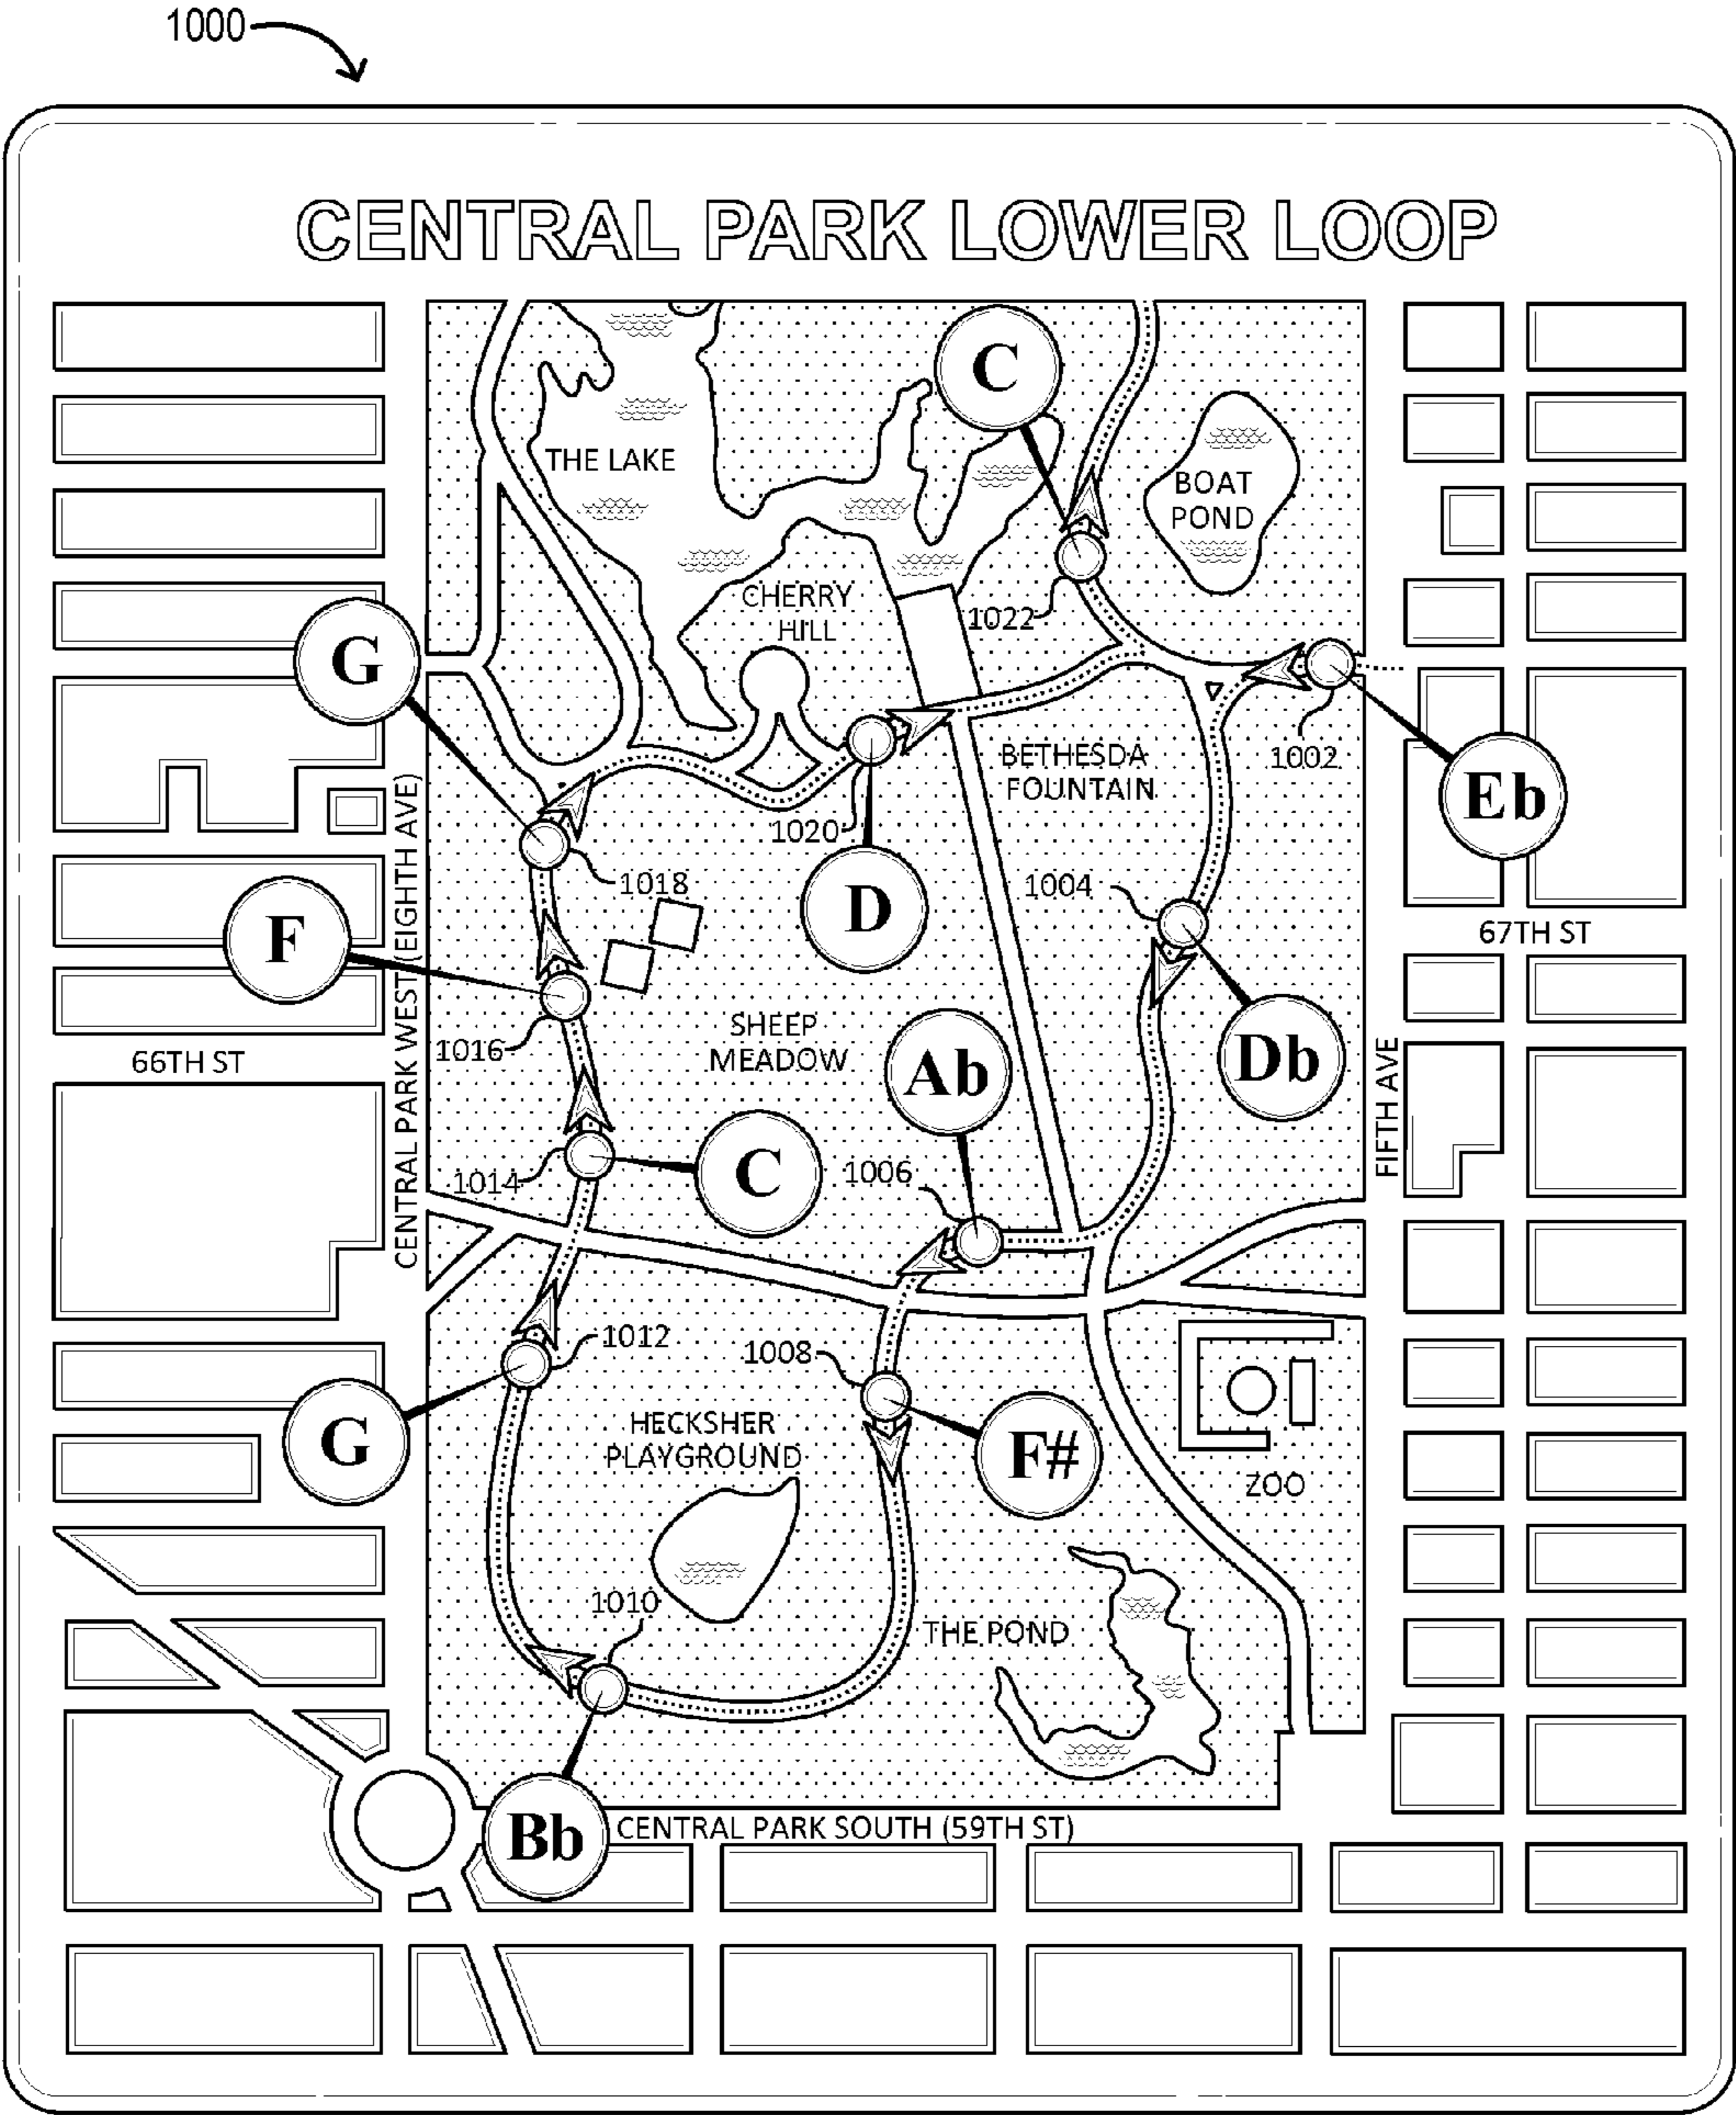 1000
CENTRAL PARK LOWER LOOP
C
THE LAKE
BOAT
POND
CHERRY
HILL
1022
G
1002
BETHESDA
FOUNTAIN
Eb
1020
1018
1004
D
F
67TH ST
CENTRAL PARK WEST (EIGHTH AVE)
SHEEP
MEADOW
1016
66TH ST
Ab
Db
FIFTH AVE
1014
C
1006
1012
1008
HECKSHER
PLAYGROUND
G
F#
ZOO
1010
THE POND
Bb
CENTRAL PARK SOUTH (59TH ST)